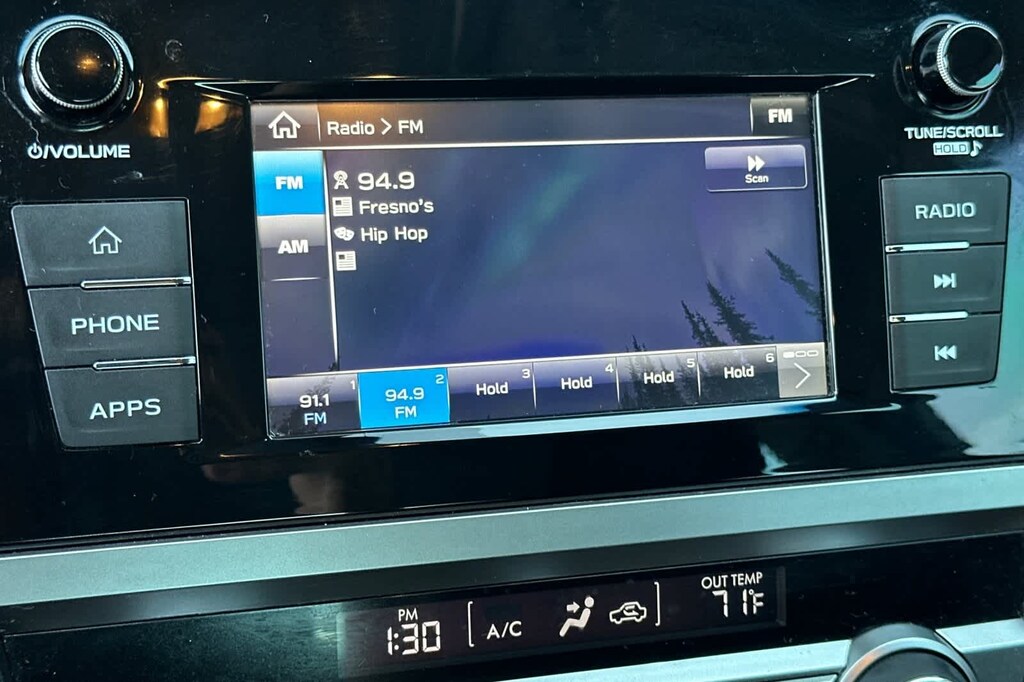 Radio > FM
FM
FM
94.9
Scan
Fresno's
AM
Hip Hop
1
91.1
FM
2
94.9
FM
3
Hold
4
Hold
5
Hold
6
Hold
⏻/VOLUME
PHONE
APPS
TUNE/SCROLL
HOLD ♪
RADIO
PM
1:30
A/C
OUT TEMP
71°F